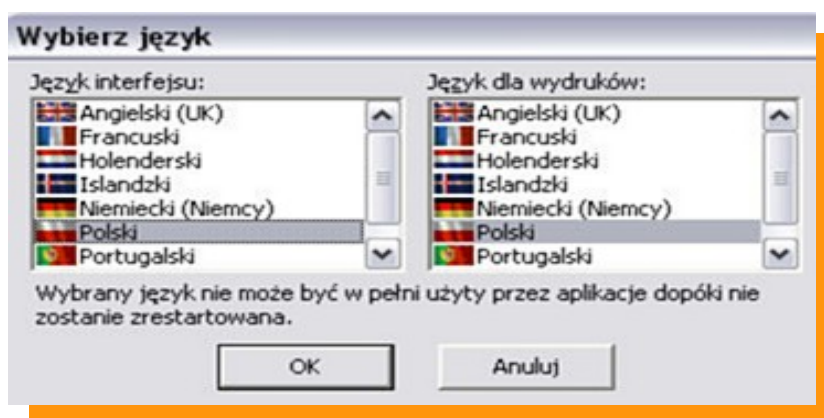 Wybierz język
Język interfejsu:
Angielski (UK)
Francuski
Holenderski
Islandzki
Niemiecki (Niemcy)
Polski
Portugalski
Język dla wydruków:
Angielski (UK)
Francuski
Holenderski
Islandzki
Niemiecki (Niemcy)
Polski
Portugalski
Wybrany język nie może być w pełni użyty przez aplikacje dopóki nie
zostanie zrestartowana.
OK
Anuluj